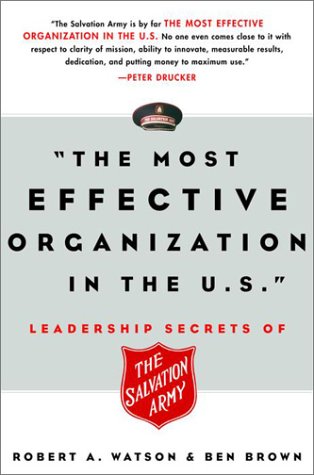 "The Salvation Army is by far THE MOST EFFECTIVE
ORGANIZATION IN THE U.S. No one even comes close to it with
respect to clarity of mission, ability to innovate, measurable results,
dedication, and putting money to maximum use."
—PETER DRUCKER
"THE MOST
EFFECTIVE
ORGANIZATION
IN THE U.S."
LEADERSHIP SECRETS OF
THE
SALVATION
ARMY
ROBERT A. WATSON & BEN BROWN